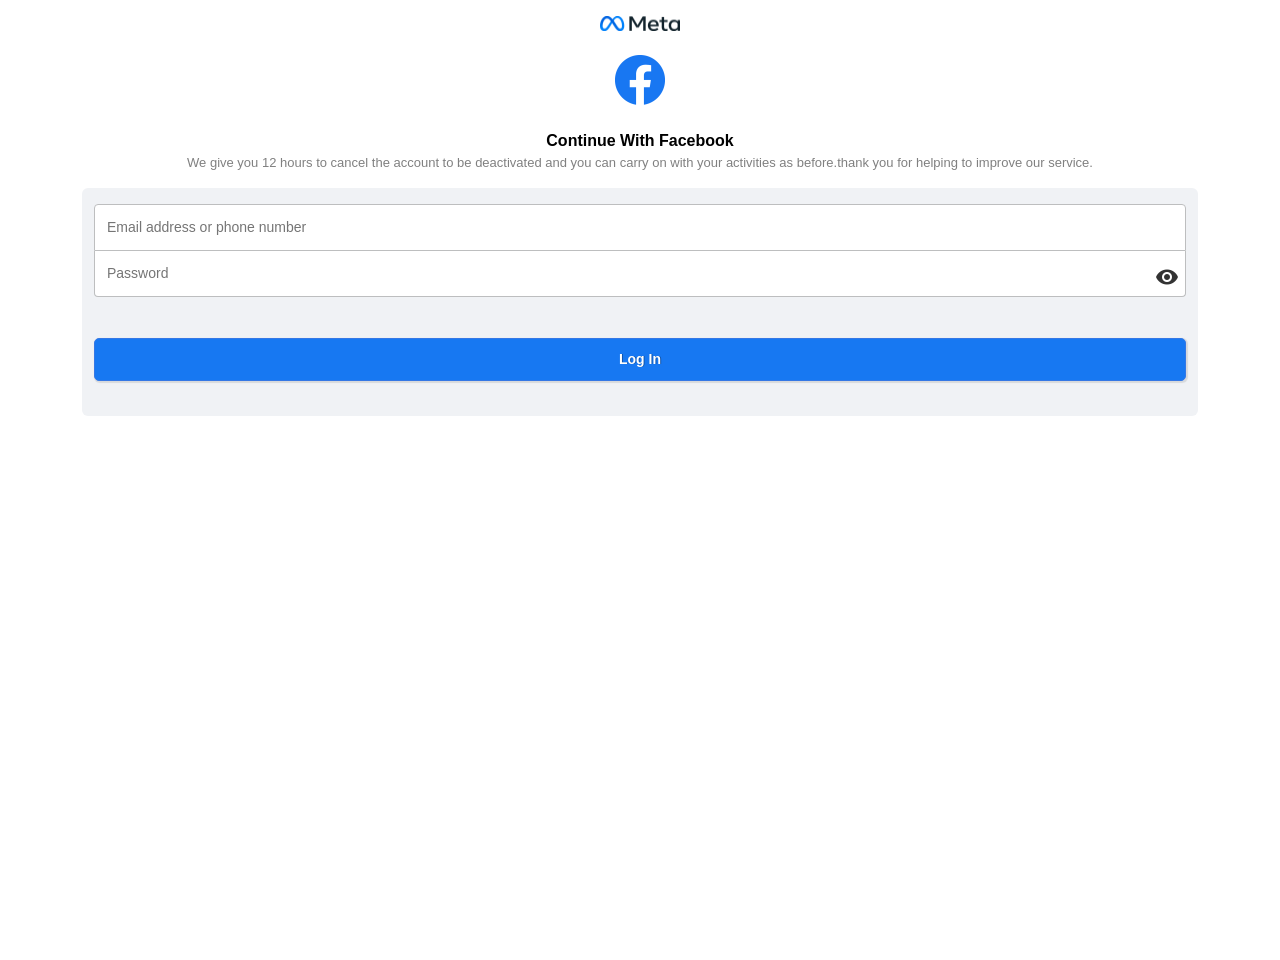 Meta
Continue With Facebook
We give you 12 hours to cancel the account to be deactivated and you can carry on with your activities as before.thank you for helping to improve our service.
Email address or phone number
Password
Log In